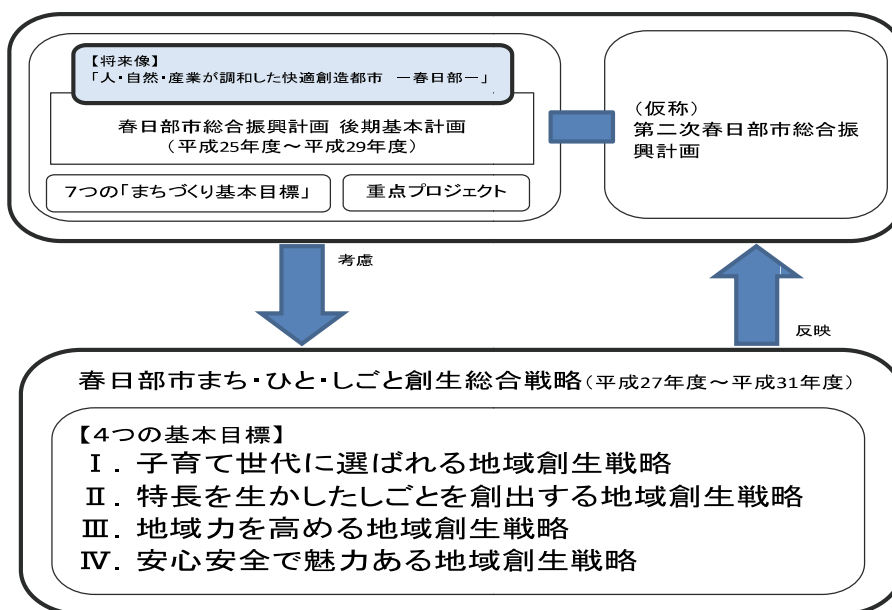 【将来像】
「人・自然・産業が調和した快適創造都市　－春日部－」
春日部市総合振興計画 後期基本計画
（平成25年度～平成29年度）
7つの「まちづくり基本目標」
重点プロジェクト
（仮称）
第二次春日部市総合振
興計画
考慮
反映
春日部市まち・ひと・しごと創生総合戦略（平成27年度～平成31年度）
【4つの基本目標】
Ⅰ．子育て世代に選ばれる地域創生戦略
Ⅱ．特長を生かしたしごとを創出する地域創生戦略
Ⅲ．地域力を高める地域創生戦略
Ⅳ．安心安全で魅力ある地域創生戦略